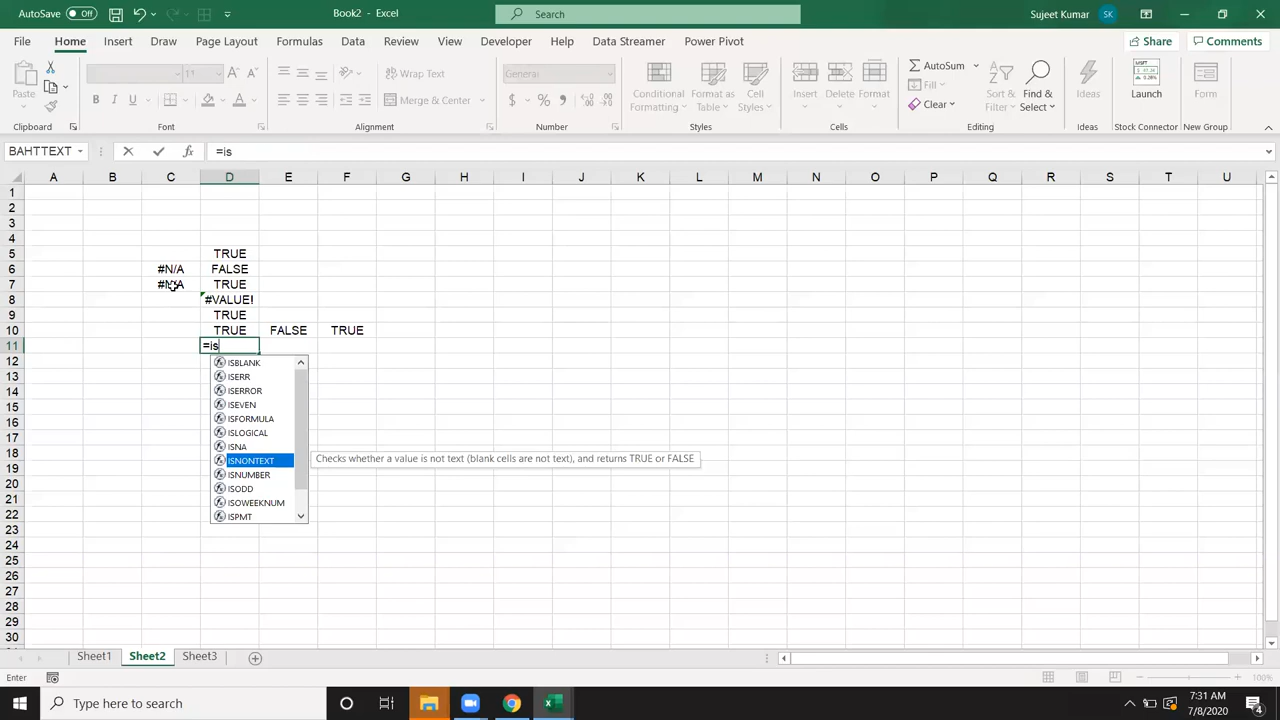 AutoSave Off Book2 - Excel Search Sujeet Kumar SK
File Home Insert Draw Page Layout Formulas Data Review View Developer Help Data Streamer Power Pivot Share Comments
Paste General Wrap Text Merge & Center Conditional Formatting Format as Table Cell Styles Insert Delete Format AutoSum Fill Clear Sort & Filter Find & Select Ideas Launch Form
11
Clipboard Font Alignment Number Styles Cells Editing Ideas Stock Connector New Group
BAHTTEXT =is
A B C D E F G H I J K L M N O P Q R S T U
1
2
3
4
5 TRUE
6 #N/A FALSE
7 TRUE
8 #VALUE!
9 TRUE
10 TRUE FALSE TRUE
11 =is
12 ISBLANK
13 ISERR
14 ISERROR
15 ISEVEN
16 ISFORMULA
17 ISLOGICAL
18 ISNA
19 ISNONTEXT Checks whether a value is not text (blank cells are not text), and returns TRUE or FALSE
20 ISNUMBER
21 ISODD
22 ISOWEEKNUM
23 ISPMT
24
25
26
27
28
29
30
Sheet1 Sheet2 Sheet3
Enter 100%
Type here to search 7:31 AM
7/8/2020
4